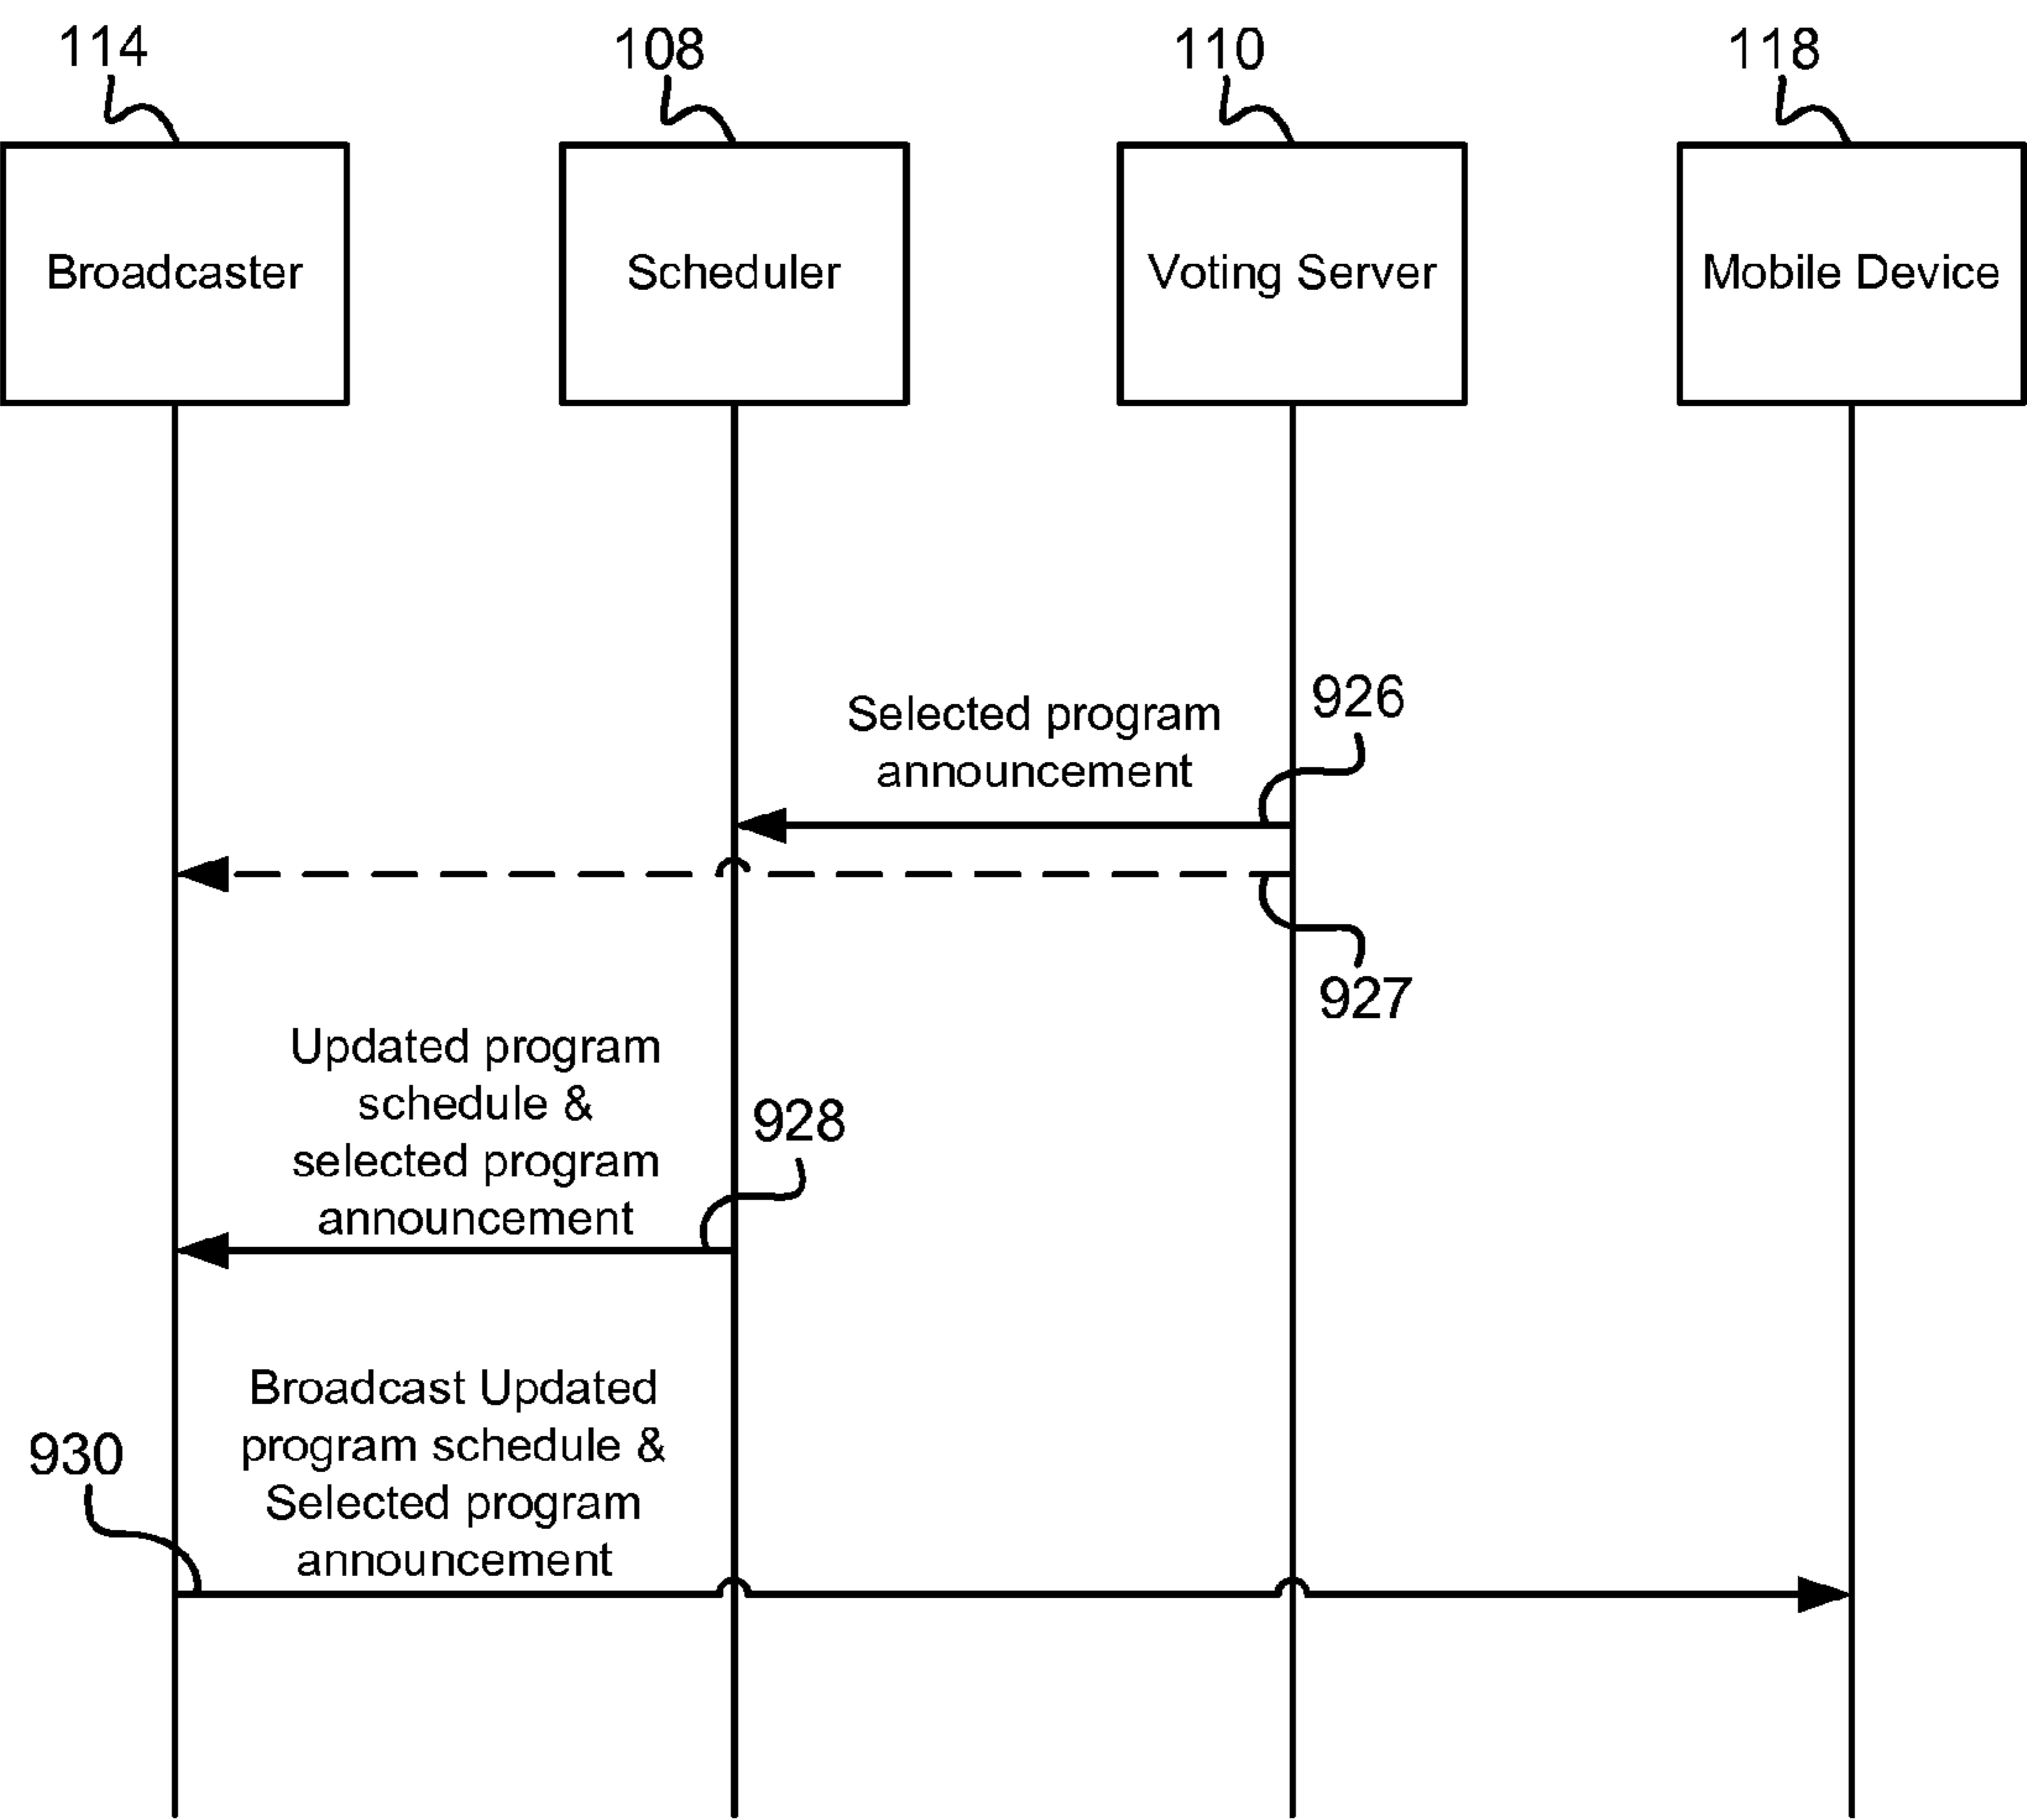 114
108
110
118
Broadcaster
Scheduler
Voting Server
Mobile Device
Selected program
announcement
926
927
Updated program
schedule &
selected program
announcement
928
Broadcast Updated
program schedule &
Selected program
announcement
930